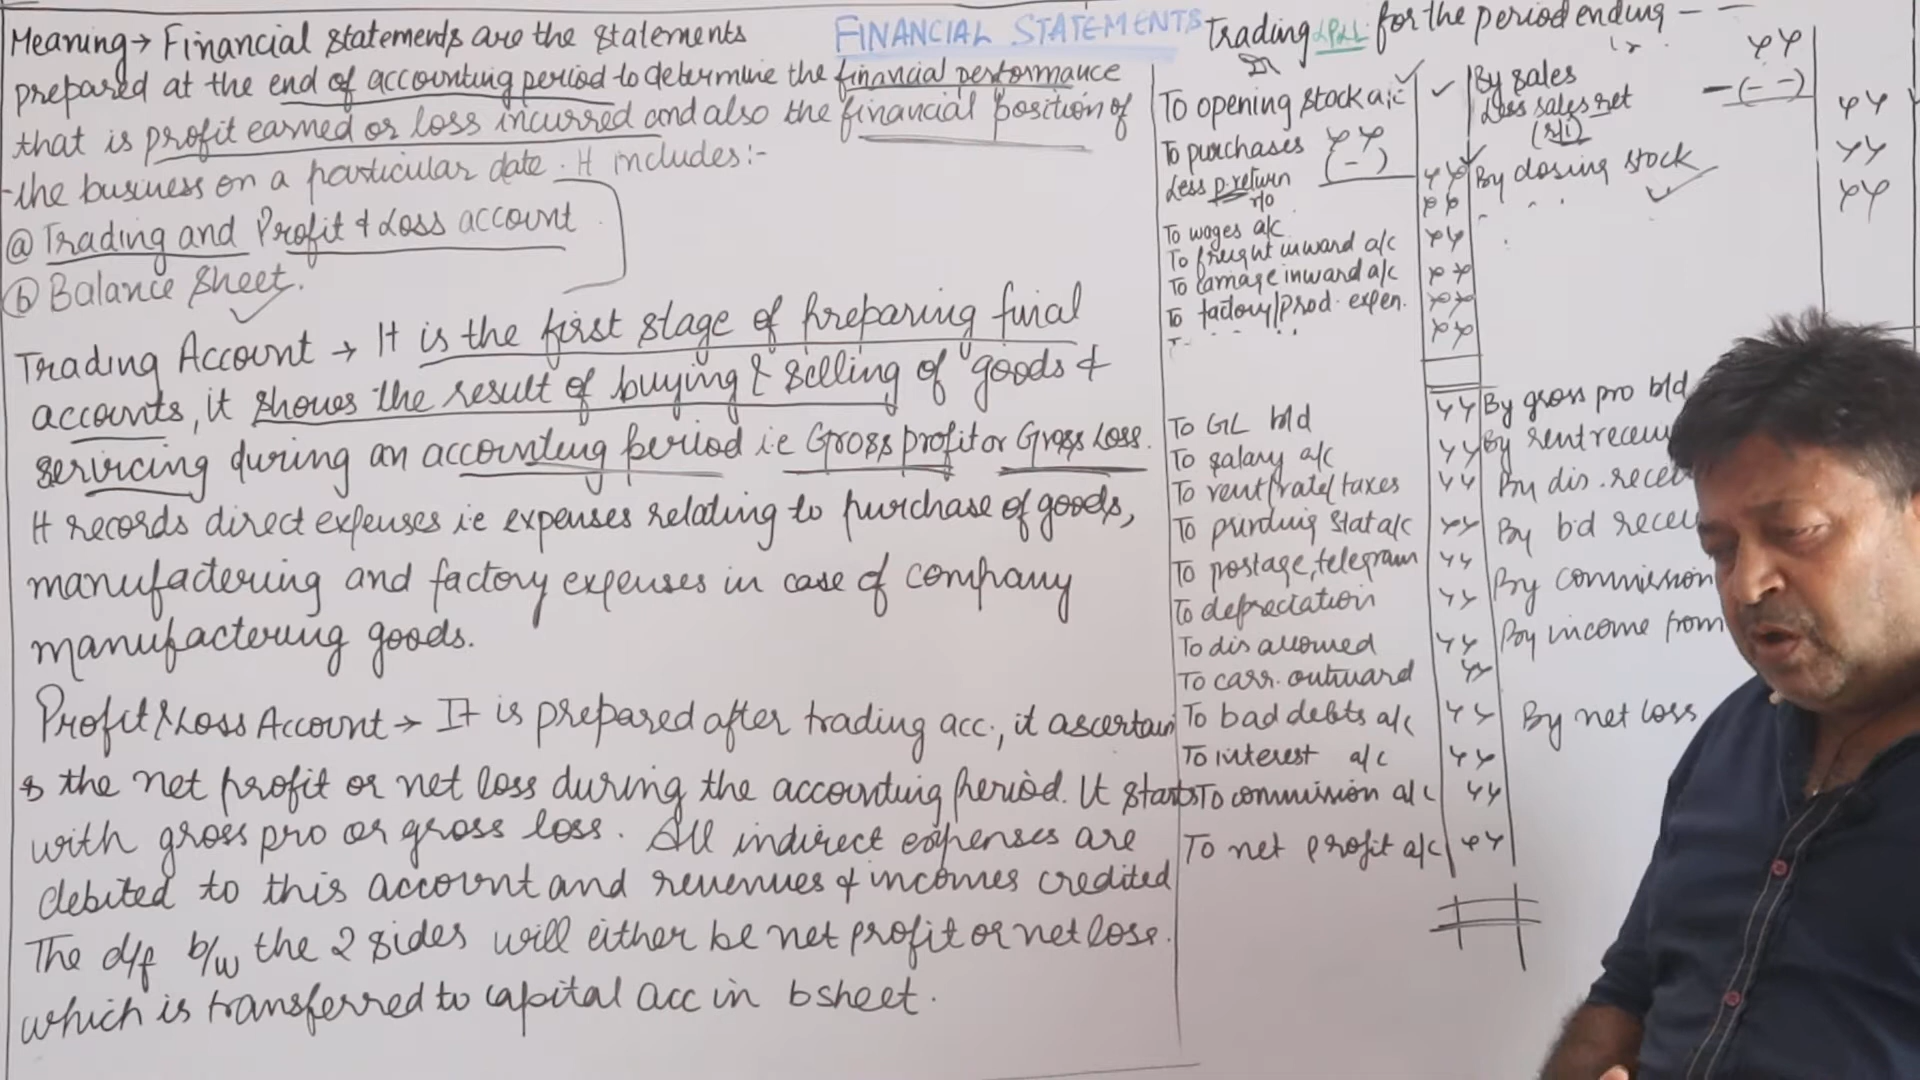 FINANCIAL STATEMENTS
Meaning → Financial statements are the statements
prepared at the end of accounting period to determine the financial performance
that is profit earned or loss incurred and also the financial position of
the business on a particular date. It includes:-
(a) Trading and Profit & Loss account
(b) Balance Sheet.
Trading Account → It is the first stage of preparing final
accounts, it shows the result of buying & selling of goods &
servicing during an accounting period i.e Gross profit or Gross Loss.
It records direct expenses i.e expenses relating to purchase of goods,
manufactering and factory expenses in case of company
manufactering goods.
Profit & Loss Account → It is prepared after trading acc., it ascertain
s the net profit or net loss during the accounting period. It starts
with gross pro or gross loss. All indirect expenses are
debited to this account and revenues & incomes credited
The d/f b/w the 2 sides will either be net profit or net loss.
which is transferred to capital acc in b sheet.
Trading &P&L for the period ending - -
Dr
To opening stock a/c
To purchases
Less p.return
r/o
To wages a/c
To freight inward a/c
To carriage inward a/c
To factory/prod. expen.
To GL b/d
To salary a/c
To rent/rate/taxes
To printing stat a/c
To postage, telegram
To depreciation
To dis allowed
To carr. outward
To bad debts a/c
To interest a/c
To commission a/c
To net profit a/c
By sales
Less sales ret
(r/i)
By closing stock
By gross pro b/d
By rent
By dis.
By bd
By commission
By income from
By net loss